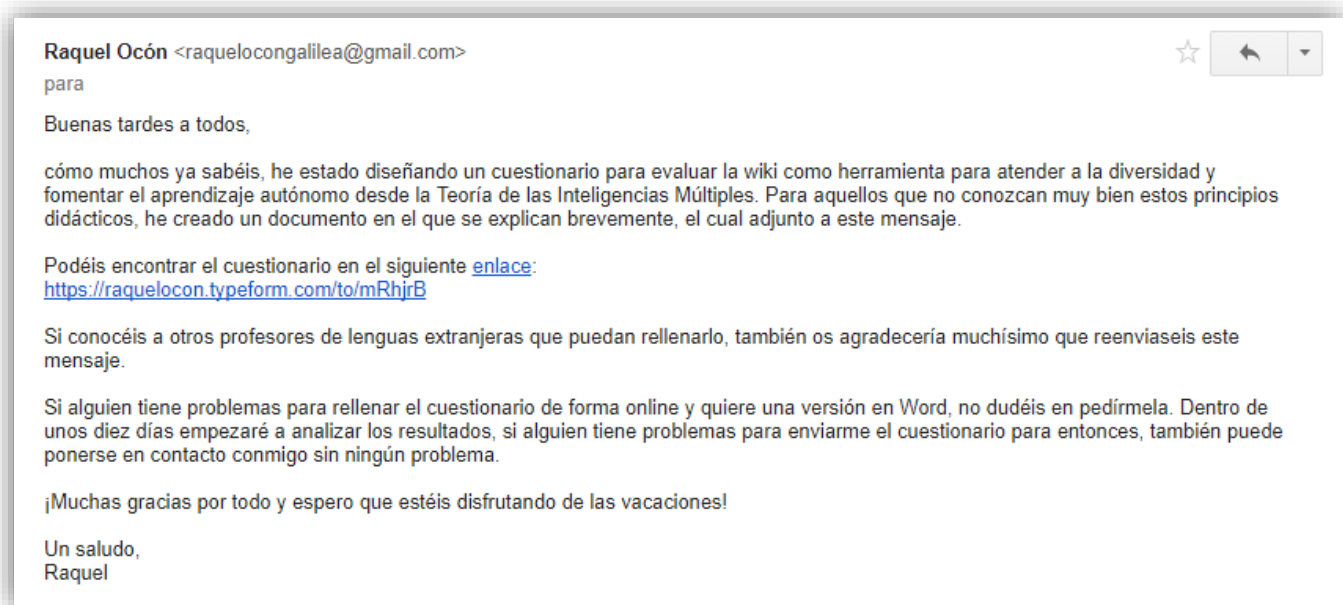 Raquel Ocón <raquelocongalilea@gmail.com>
para
Buenas tardes a todos,
cómo muchos ya sabéis, he estado diseñando un cuestionario para evaluar la wiki como herramienta para atender a la diversidad y
fomentar el aprendizaje autónomo desde la Teoría de las Inteligencias Múltiples. Para aquellos que no conozcan muy bien estos principios
didácticos, he creado un documento en el que se explican brevemente, el cual adjunto a este mensaje.
Podéis encontrar el cuestionario en el siguiente enlace:
https://raquelocon.typeform.com/to/mRhjrB
Si conocéis a otros profesores de lenguas extranjeras que puedan rellenarlo, también os agradecería muchísimo que reenviaseis este
mensaje.
Si alguien tiene problemas para rellenar el cuestionario de forma online y quiere una versión en Word, no dudéis en pedírmela. Dentro de
unos diez días empezaré a analizar los resultados, si alguien tiene problemas para enviarme el cuestionario para entonces, también puede
ponerse en contacto conmigo sin ningún problema.
¡Muchas gracias por todo y espero que estéis disfrutando de las vacaciones!
Un saludo,
Raquel